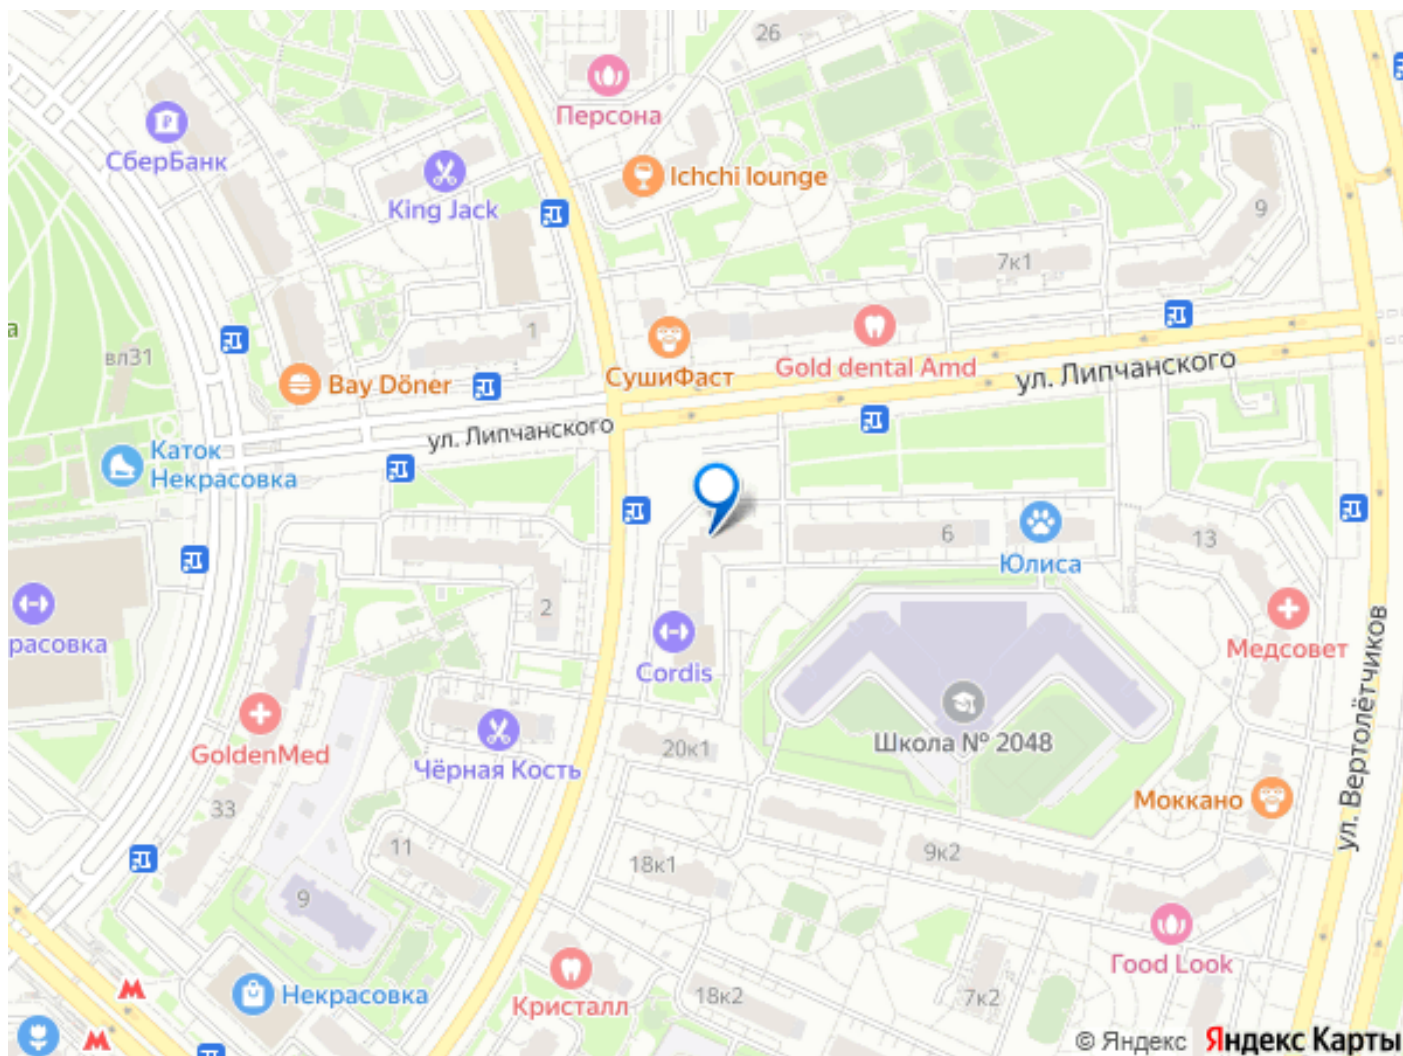 26
Персона
СберБанк
Ichchi lounge
King Jack
9
7к1
а
1
вл31
Bay Döner
СушиФаст
Gold dental Amd
ул. Липчанского
ул. Липчанского
Каток
Некрасовка
6
Юлиса
13
2
расовка
Cordis
Медсовет
ул. Вертолётчиков
GoldenMed
20к1
Школа № 2048
Чёрная Кость
Моккано
33
11
18к1
9к2
9
Good Look
Некрасовка
Кристалл
18к2
7к2
© Яндекс Яндекс Карты